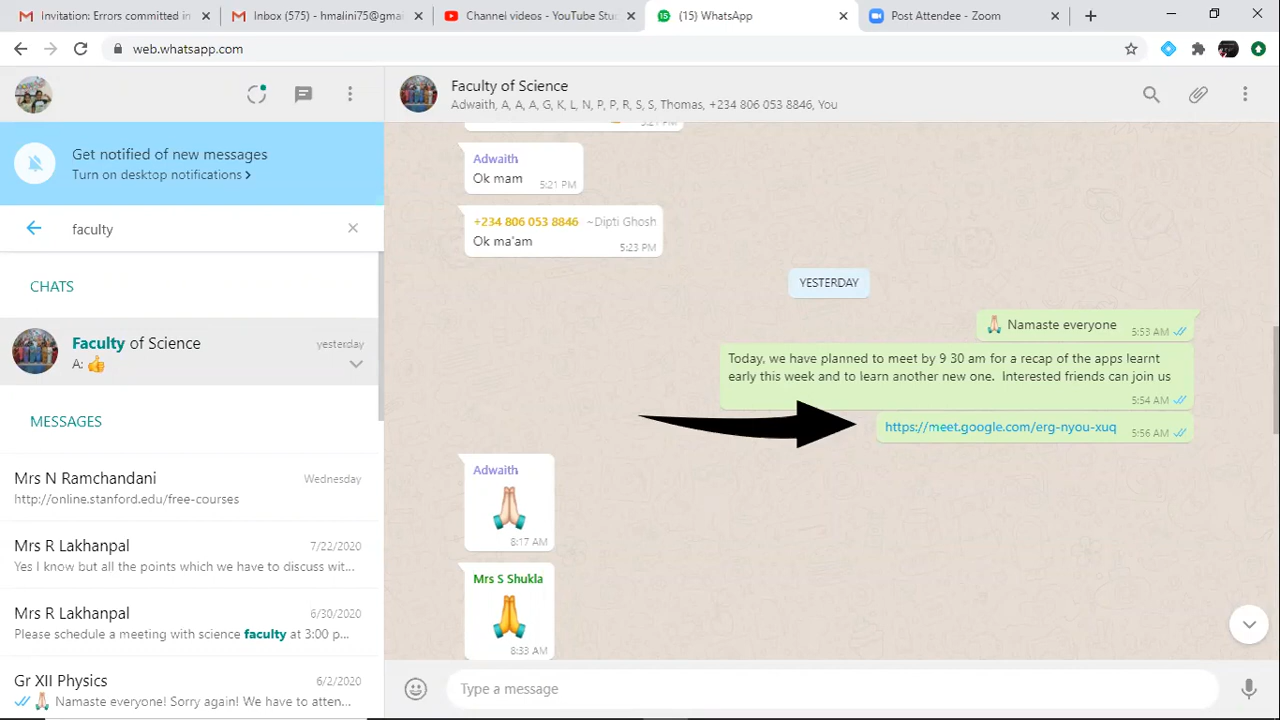 Invitation: Errors committed in
Inbox (575) - hmalini75@gm
Channel videos - YouTube Stu
(15) WhatsApp
Post Attendee - Zoom
web.whatsapp.com
Get notified of new messages
Turn on desktop notifications >
faculty
CHATS
Faculty of Science
yesterday
A: 👍
MESSAGES
Mrs N Ramchandani
Wednesday
http://online.stanford.edu/free-courses
Mrs R Lakhanpal
7/22/2020
Yes I know but all the points which we have to discuss wit...
Mrs R Lakhanpal
6/30/2020
Please schedule a meeting with science faculty at 3:00 p...
Gr XII Physics
6/2/2020
🙏🏻 Namaste everyone! Sorry again! We have to atten...
Faculty of Science
Adwaith, A, A, A, G, K, L, N, P, P, R, S, S, Thomas, +234 806 053 8846, You
5:21 PM
Adwaith
Ok mam
5:21 PM
+234 806 053 8846 ~Dipti Ghosh
Ok ma'am
5:23 PM
YESTERDAY
🙏🏻 Namaste everyone
5:53 AM
Today, we have planned to meet by 9 30 am for a recap of the apps learnt
early this week and to learn another new one. Interested friends can join us
5:54 AM
https://meet.google.com/erg-nyou-xuq
5:56 AM
Adwaith
8:17 AM
Mrs S Shukla
8:33 AM
Type a message